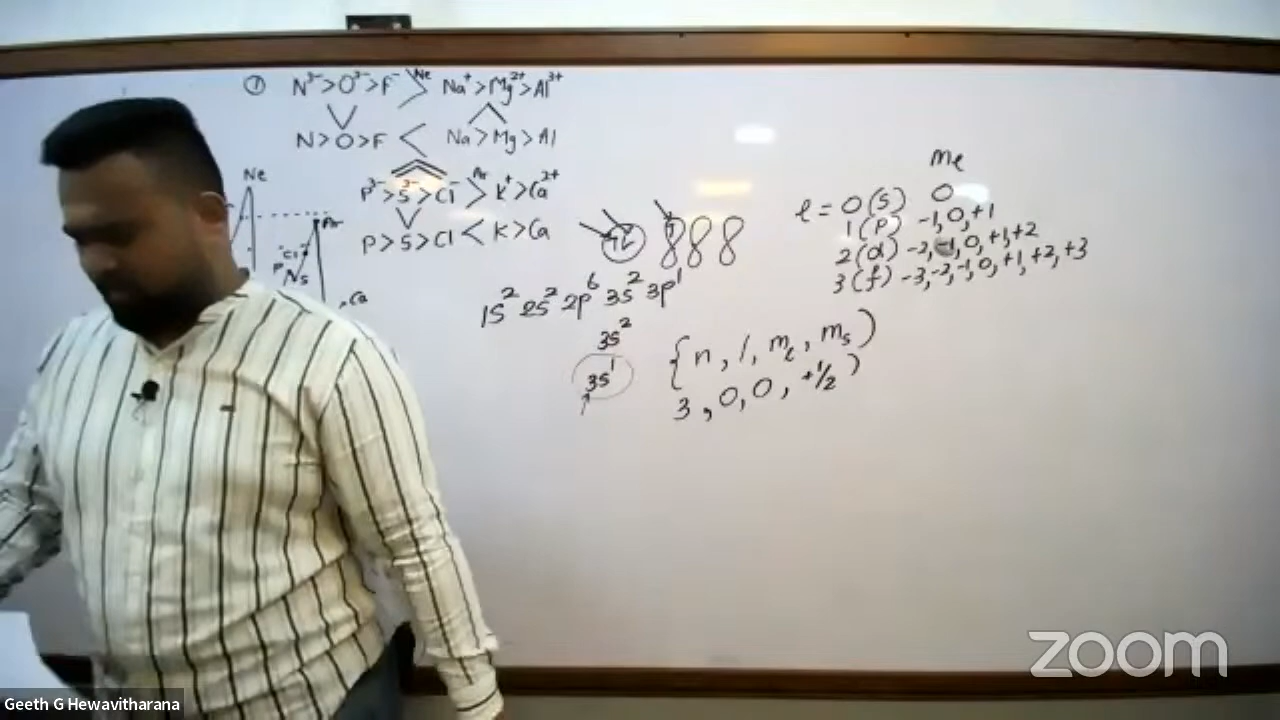 ① N³⁻>O²⁻>F⁻ > Ne Na⁺>Mg²⁺>Al³⁺
N>O>F < Na>Mg>Al
P³⁻>S²⁻>Cl⁻ > Ar K⁺>Ca²⁺
P>S>Cl < K>Ca
Ne
Ar
Cl
P
S
Ca
mℓ
ℓ = 0(s) 0
1(p) -1,0,+1
2(d) -2,-1,0,+1,+2
3(f) -3,-2,-1,0,+1,+2,+3
1s² 2s² 2p⁶ 3s² 3p¹
3s²
3s¹
{n, l, mℓ, ms)
3, 0, 0, +1/2)
zoom
Geeth G Hewavitharana